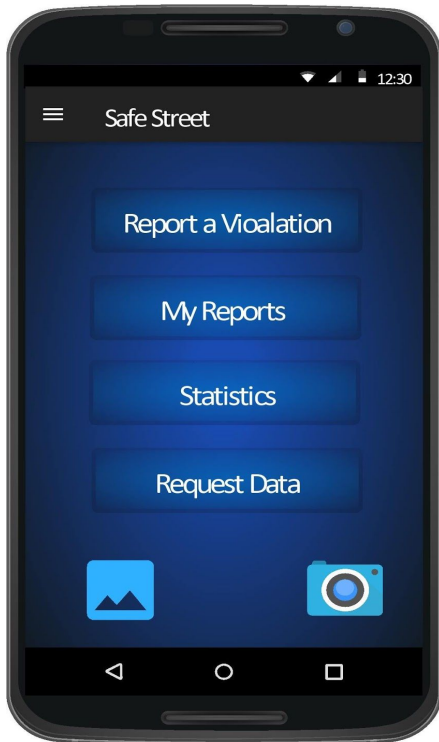 12:30
Safe Street
Report a Vioalation
My Reports
Statistics
Request Data